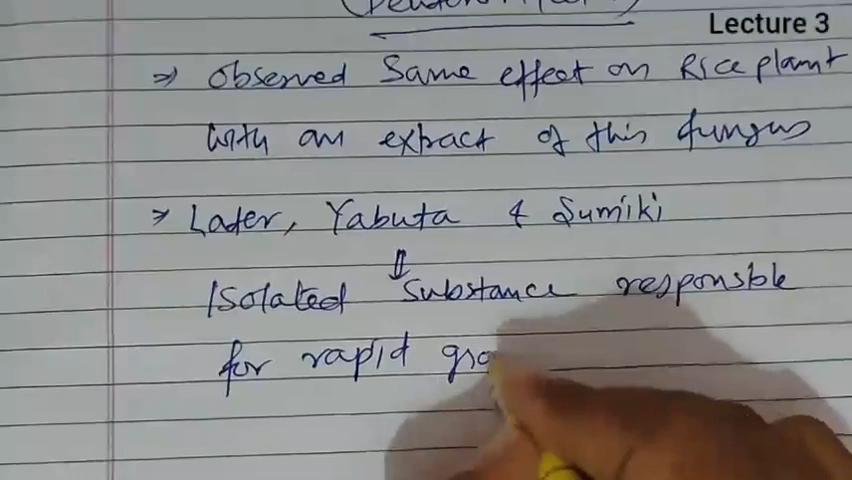 Lecture 3
⇒ Observed Same effect on Rice plant
with an extract of this fungus
⇒ Later, Yabuta & Sumiki
⇓
Isolated Substance responsible
for rapid gro